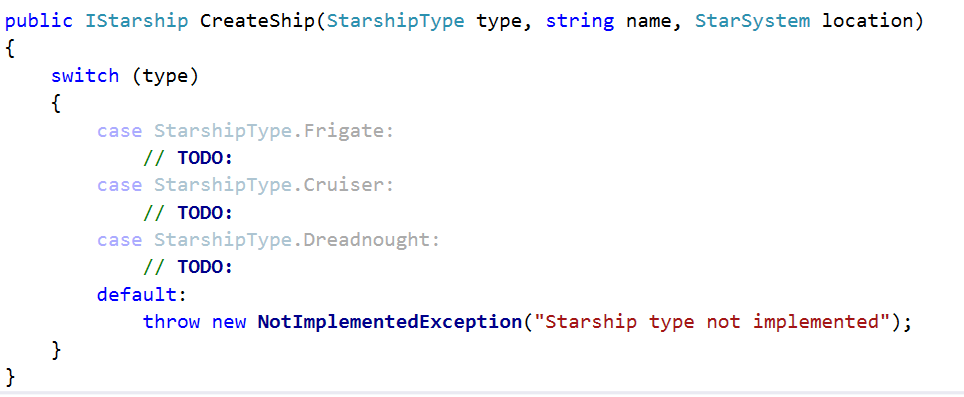 public IStarship CreateShip(StarshipType type, string name, StarSystem location)
{
    switch (type)
    {
        case StarshipType.Frigate:
            // TODO:
        case StarshipType.Cruiser:
            // TODO:
        case StarshipType.Dreadnought:
            // TODO:
        default:
            throw new NotImplementedException("Starship type not implemented");
    }
}